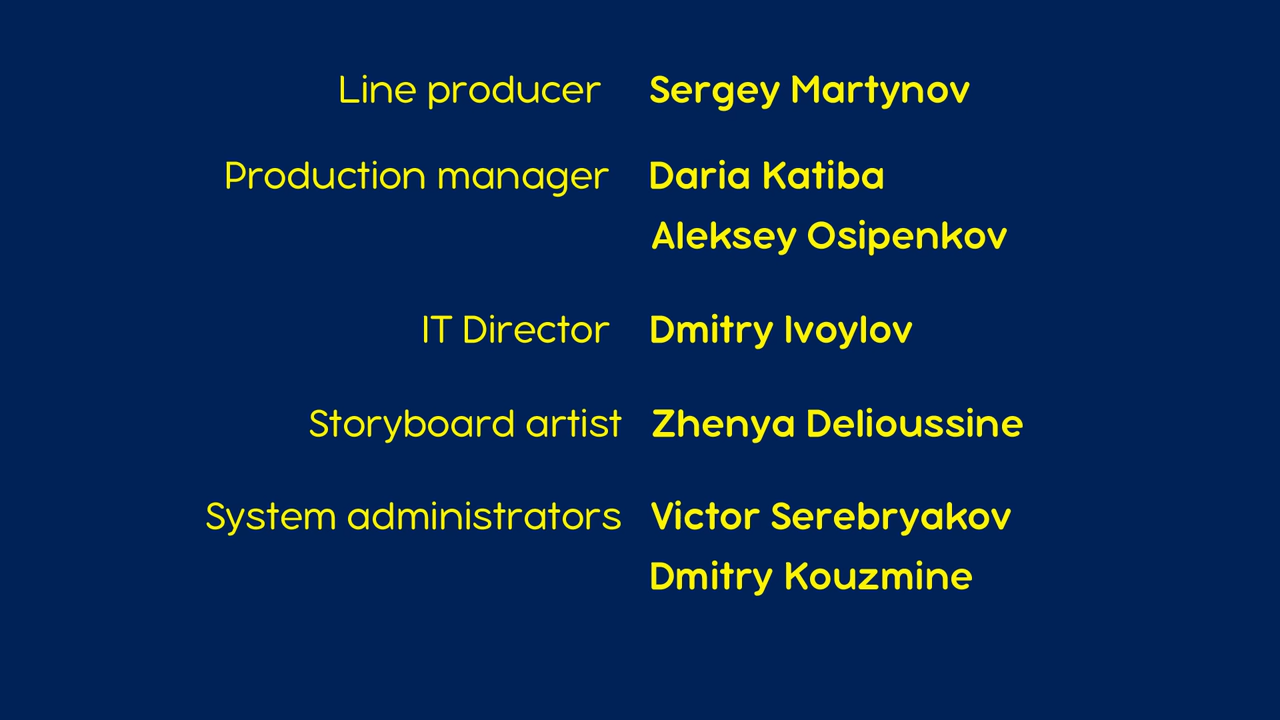 Line producer Sergey Martynov
Production manager Daria Katiba
Aleksey Osipenkov
IT Director Dmitry Ivoylov
Storyboard artist Zhenya Delioussine
System administrators Victor Serebryakov
Dmitry Kouzmine